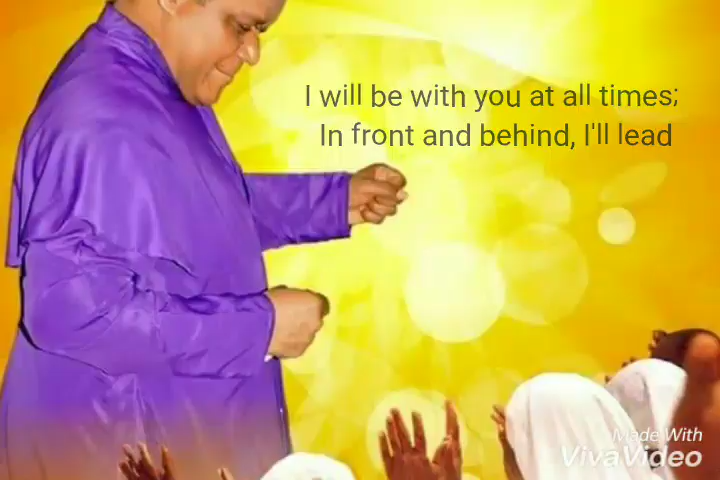 I will be with you at all times;
In front and behind, I'll lead
Made With
VivaVideo